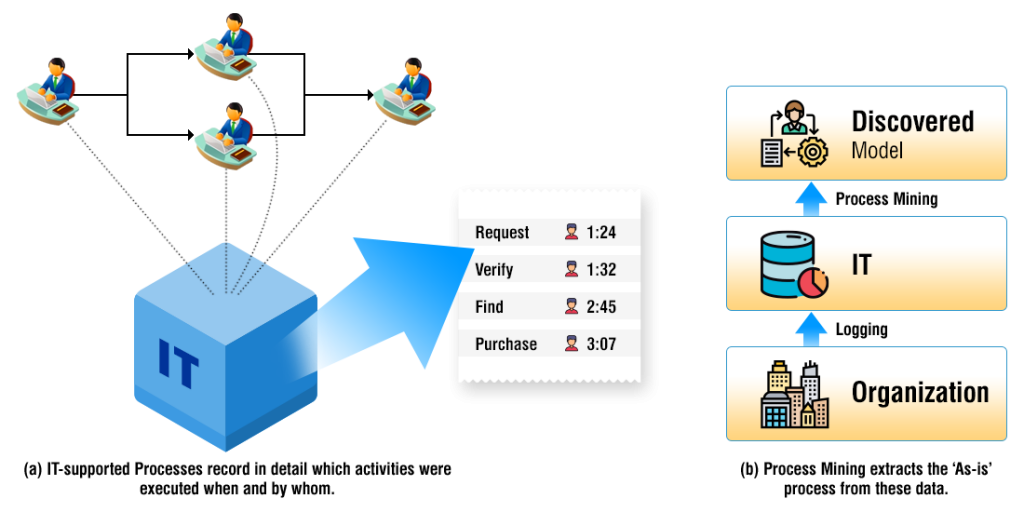 IT
Request 1:24
Verify 1:32
Find 2:45
Purchase 3:07
(a) IT-supported Processes record in detail which activities were
executed when and by whom.
Discovered
Model
Process Mining
IT
Logging
Organization
(b) Process Mining extracts the ‘As-is’
process from these data.